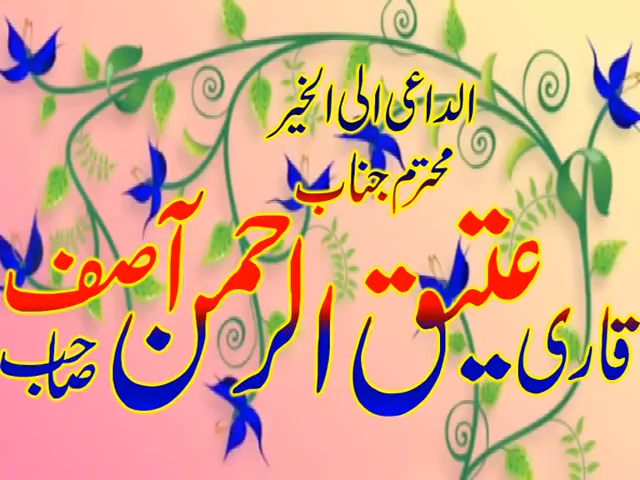 الداعی الی الخیر
محترم جناب
قاری عتیق الرحمن آصف صاحب